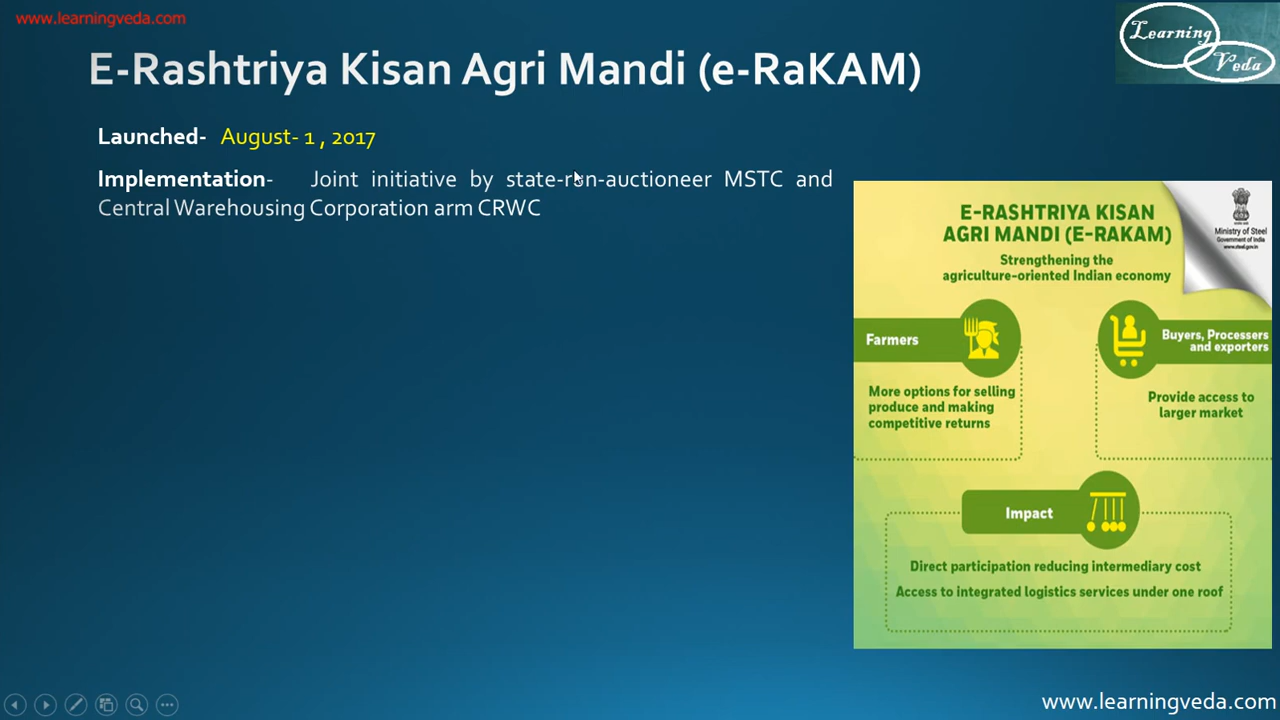 www.learningveda.com
Learning
Veda
E-Rashtriya Kisan Agri Mandi (e-RaKAM)
Launched- August- 1 , 2017
Implementation- Joint initiative by state-run-auctioneer MSTC and
Central Warehousing Corporation arm CRWC
E-RASHTRIYA KISAN
AGRI MANDI (E-RAKAM)
Ministry of Steel
Government of India
www.steel.gov.in
Strengthening the
agriculture-oriented Indian economy
Farmers
More options for selling
produce and making
competitive returns
Buyers, Processers
and exporters
Provide access to
larger market
Impact
Direct participation reducing intermediary cost
Access to integrated logistics services under one roof
www.learningveda.com